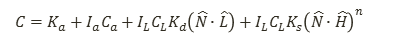 C = K_a + I_a C_a + I_L C_L K_d (N̂ · L̂) + I_L C_L K_s (N̂ · Ĥ)^n